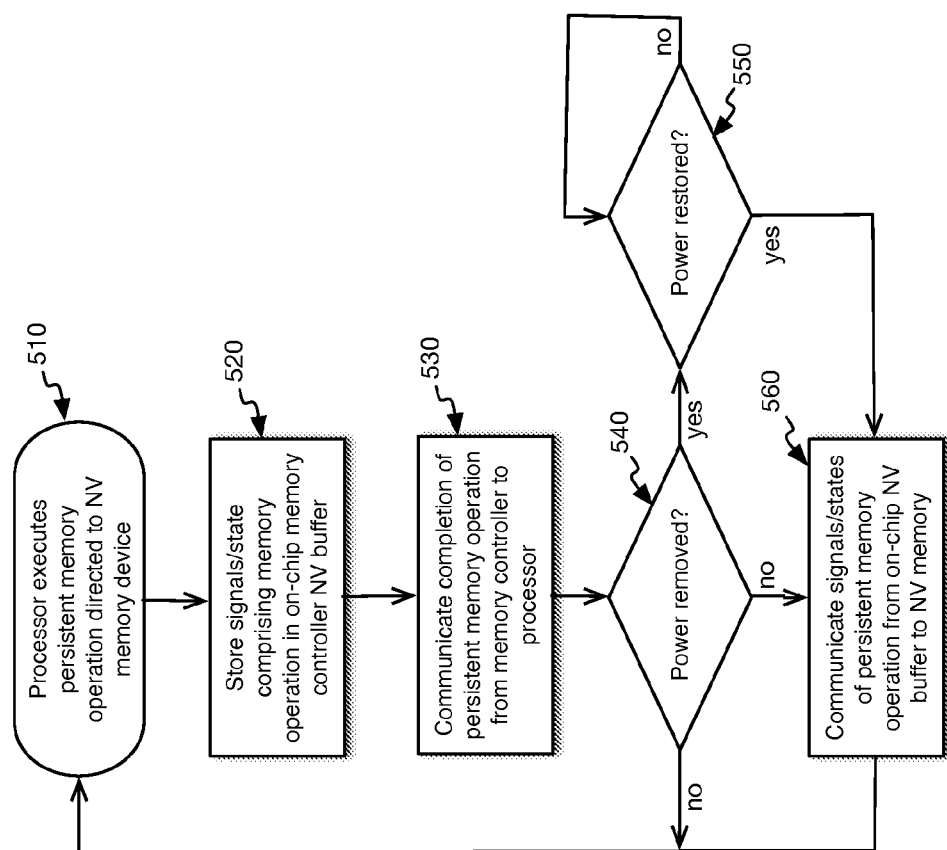 510
Processor executes
persistent memory
operation directed to NV
memory device
520
Store signals/state
comprising memory
operation in on-chip memory
controller NV buffer
530
Communicate completion of
persistent memory operation
from memory controller to
processor
540
Power removed?
no
yes
no
550
Power restored?
no
yes
560
Communicate signals/states
of persistent memory
operation from on-chip NV
buffer to NV memory